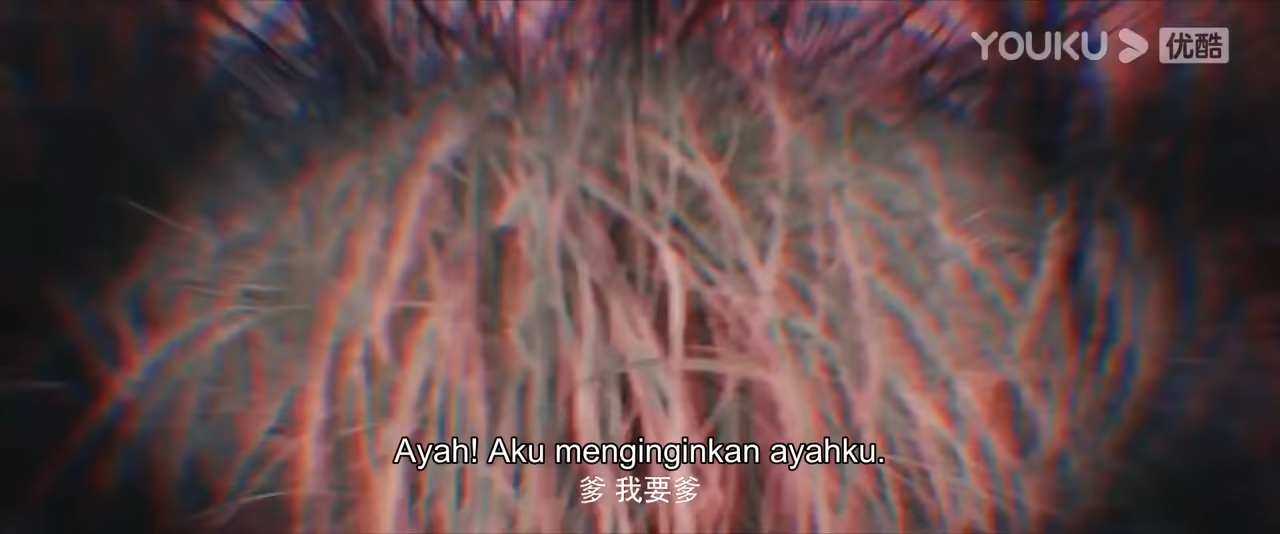 YOUKU 优酷
Ayah! Aku menginginkan ayahku.
爹 我要爹